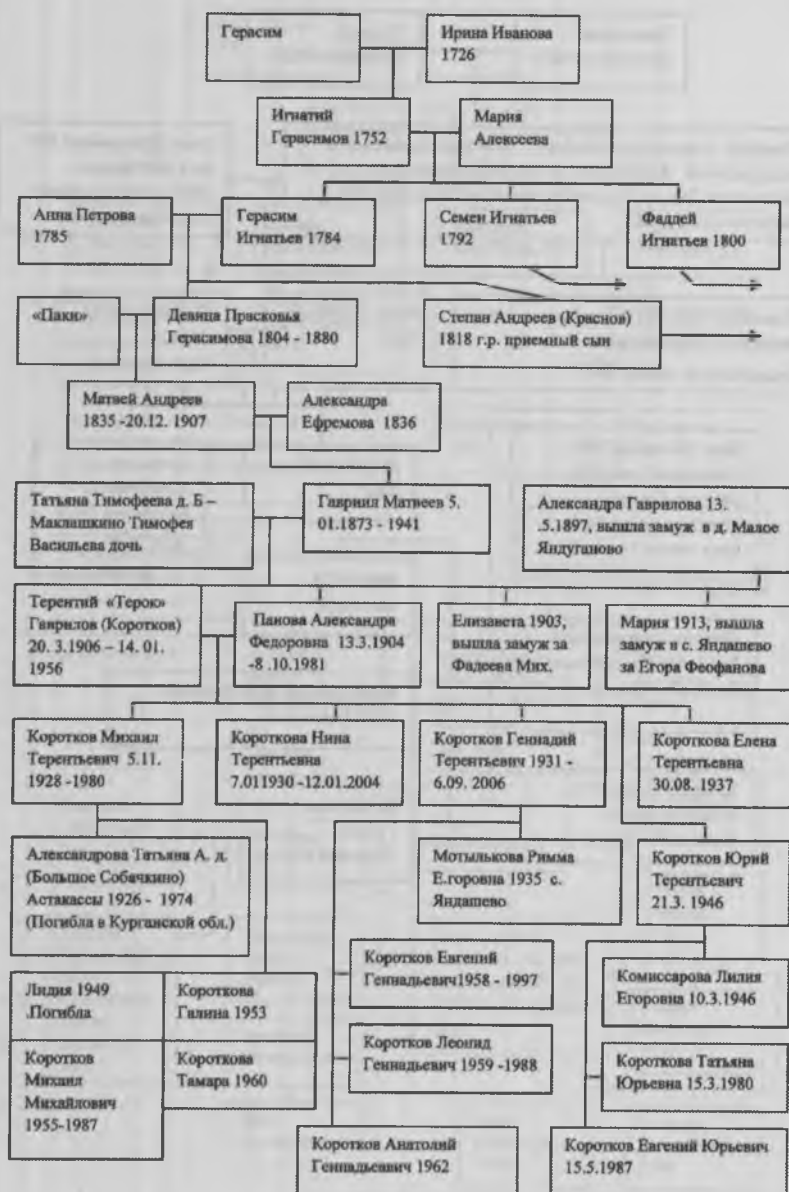 Герасим
Ирина Иванова
1726
Игнатий
Герасимов 1752
Мария
Алексеева
Анна Петрова
1785
Герасим
Игнатьев 1784
Семен Игнатьев
1792
Фаддей
Игнатьев 1800
«Паки»
Девица Прасковья
Герасимова 1804 - 1880
Степан Андреев (Краснов)
1818 г.р. приемный сын
Матвей Андреев
1835 -20.12. 1907
Александра
Ефремова 1836
Татьяна Тимофеева д. Б –
Маклашкино Тимофея
Васильева дочь
Гавриил Матвеев 5.
01.1873 - 1941
Александра Гаврилова 13.
.5.1897, вышла замуж в д. Малое
Яндуганово
Терентий «Терок»
Гаврилов (Коротков)
20. 3.1906 – 14. 01.
1956
Панова Александра
Федоровна 13.3.1904
-8 .10.1981
Елизавета 1903,
вышла замуж за
Фадеева Мих.
Мария 1913, вышла
замуж в с. Яндашево
за Егора Феофанова
Коротков Михаил
Терентьевич 5.11.
1928 -1980
Короткова Нина
Терентьевна
7.011930 -12.01.2004
Коротков Геннадий
Терентьевич 1931 -
6.09. 2006
Короткова Елена
Терентьевна
30.08. 1937
Александрова Татьяна А. д.
(Большое Собачкино)
Астакассы 1926 - 1974
(Погибла в Курганской обл.)
Мотылькова Римма
Е.горовна 1935 с.
Яндашево
Коротков Юрий
Терентьевич
21.3. 1946
Коротков Евгений
Геннадьевич1958 - 1997
Комиссарова Лилия
Егоровна 10.3.1946
Лидия 1949
.Погибла
Короткова
Галина 1953
Коротков
Михаил
Михайлович
1955-1987
Короткова
Тамара 1960
Коротков Леонид
Геннадьевич 1959 -1988
Короткова Татьяна
Юрьевна 15.3.1980
Коротков Анатолий
Геннадьевич 1962
Коротков Евгений Юрьевич
15.5.1987